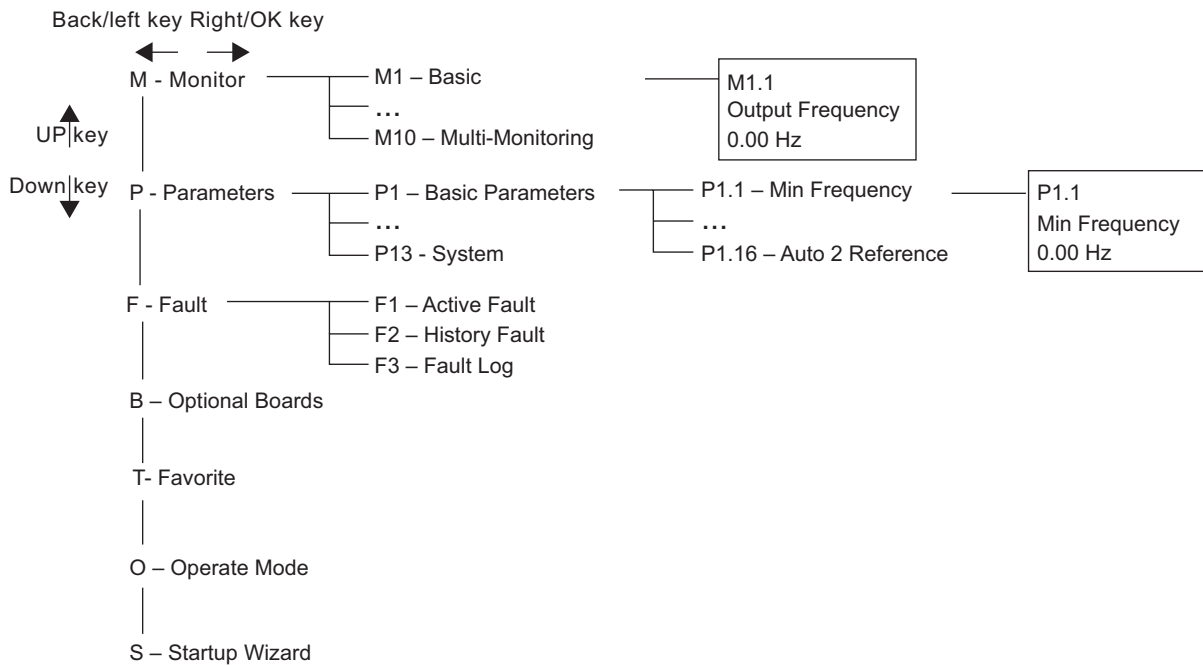 Back/left key Right/OK key
M - Monitor
M1 – Basic
...
M10 – Multi-Monitoring
M1.1
Output Frequency
0.00 Hz
UP key
Down key
P - Parameters
P1 – Basic Parameters
...
P13 - System
P1.1 – Min Frequency
...
P1.16 – Auto 2 Reference
P1.1
Min Frequency
0.00 Hz
F - Fault
F1 – Active Fault
F2 – History Fault
F3 – Fault Log
B – Optional Boards
T- Favorite
O – Operate Mode
S – Startup Wizard